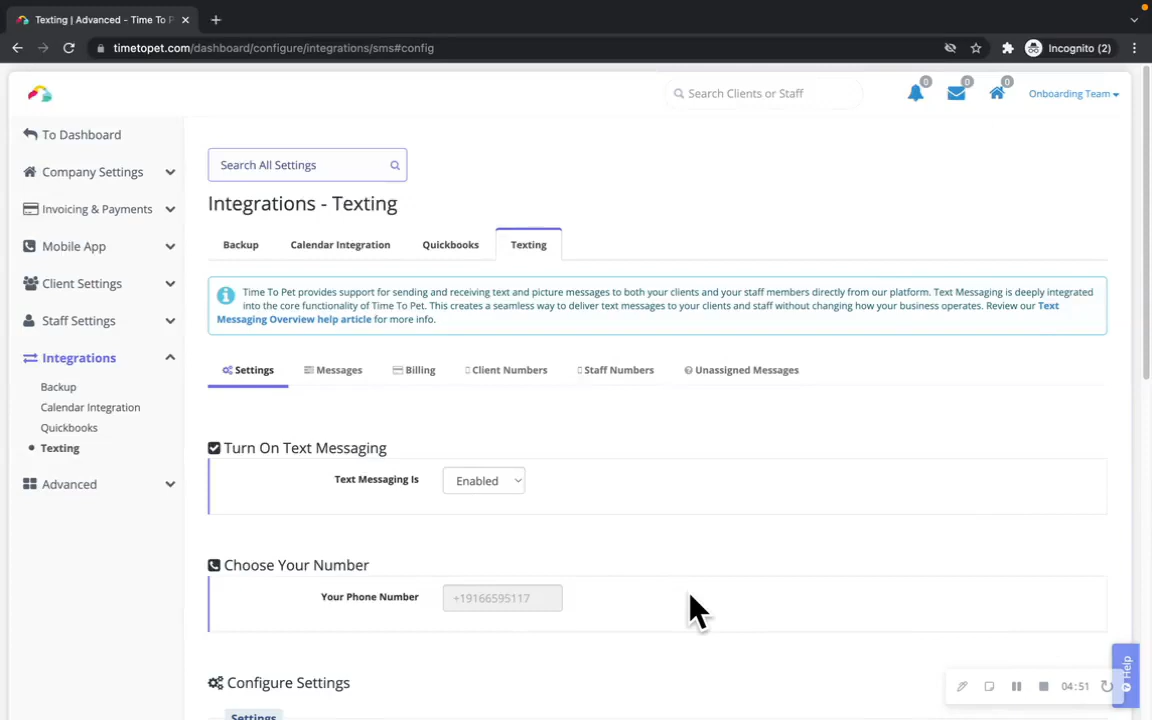 Texting | Advanced - Time To P
timetopet.com/dashboard/configure/integrations/sms#config
Incognito (2)
Search Clients or Staff
0
0
0
Onboarding Team
To Dashboard
Company Settings
Invoicing & Payments
Mobile App
Client Settings
Staff Settings
Integrations
Backup
Calendar Integration
Quickbooks
Texting
Advanced
Search All Settings
Integrations - Texting
Backup
Calendar Integration
Quickbooks
Texting
Time To Pet provides support for sending and receiving text and picture messages to both your clients and your staff members directly from our platform. Text Messaging is deeply integrated
into the core functionality of Time To Pet. This creates a seamless way to deliver text messages to your clients and staff without changing how your business operates. Review our Text
Messaging Overview help article for more info.
Settings
Messages
Billing
Client Numbers
Staff Numbers
Unassigned Messages
Turn On Text Messaging
Text Messaging Is
Enabled
Choose Your Number
Your Phone Number
+19166595117
Configure Settings
Settings
Help
04:51